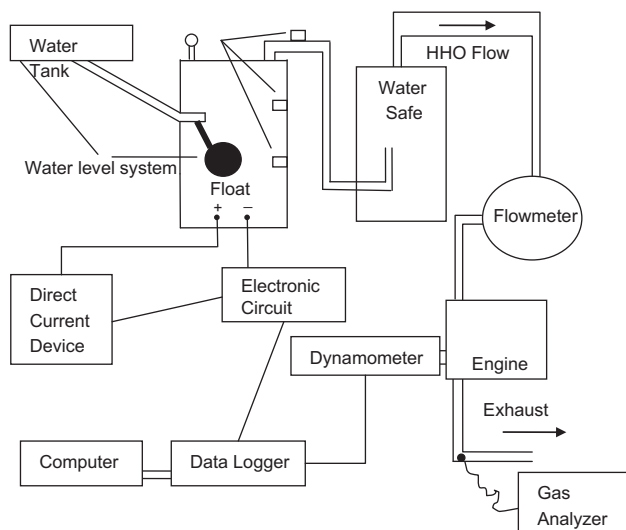 Water
Tank
HHO Flow
Water
Safe
Water level system
Float
+ −
Flowmeter
Direct
Current
Device
Electronic
Circuit
Dynamometer
Engine
Exhaust
Computer
Data Logger
Gas
Analyzer